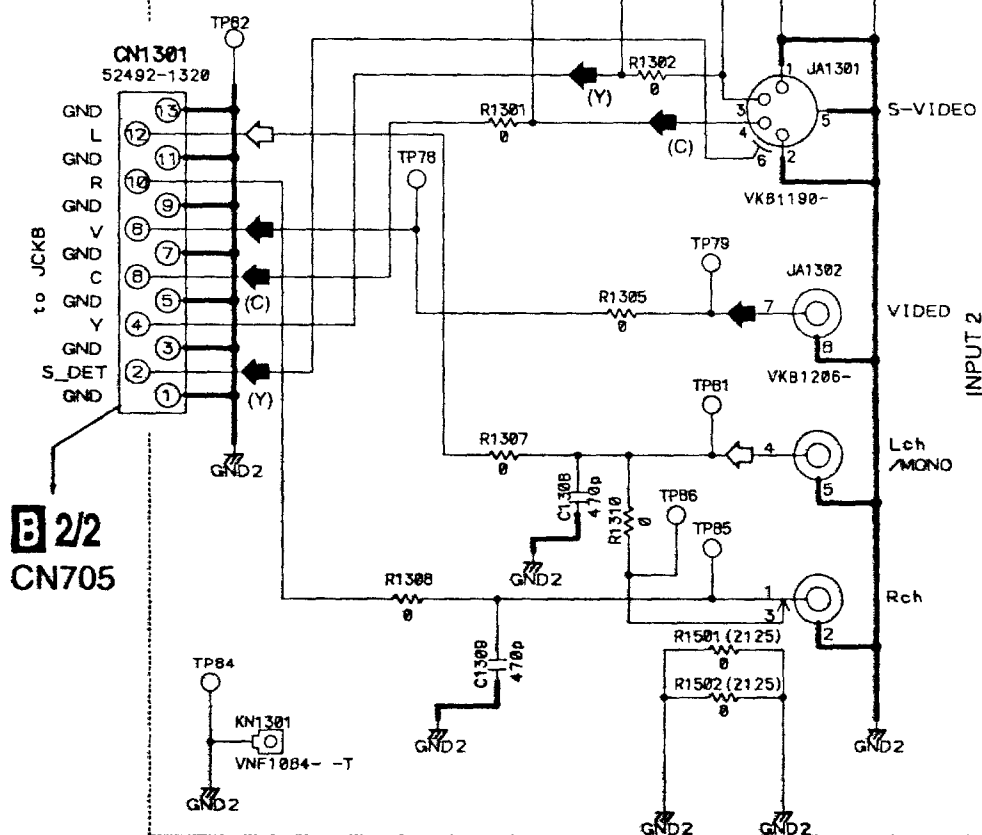 TP82
CN1301
52492-1320
GND 13
L 12
GND 11
R 10
GND 9
V 8
GND 7
C 8
GND 5
Y 4
GND 3
S_DET 2
GND 1
to JCKB
(C)
(Y)
GND2
B 2/2
CN705
R1302
0
(Y)
R1301
0
(C)
1
3
4
5
6
2
JA1301
S-VIDEO
VKB1190-
TP78
TP79
JA1302
R1305
0
7
8
VIDEO
VKB1206-
INPUT 2
TP81
R1307
0
4
5
Lch
/MONO
C1308
470p
R1310
0
TP86
TP85
GND2
R1308
0
1
3
2
Rch
C1309
470p
R1501(2125)
0
R1502(2125)
0
TP84
KN1301
VNF1084- -T
GND2
GND2
GND2
GND2
GND2